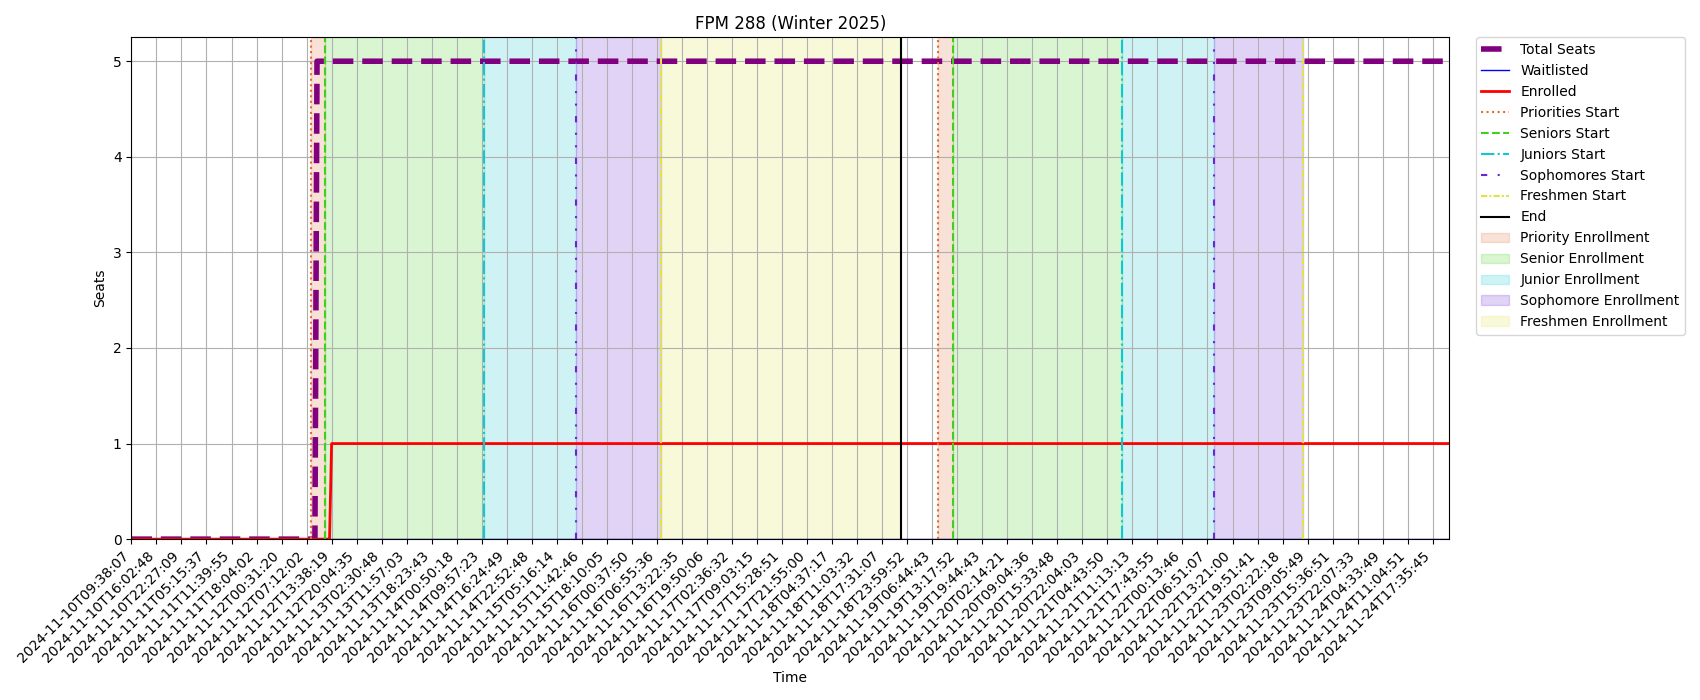 FPM 288 (Winter 2025)
Seats
5
4
3
2
1
0
2024-11-10T09:38:07
2024-11-10T16:02:48
2024-11-10T22:27:09
2024-11-11T05:15:37
2024-11-11T11:39:55
2024-11-11T18:04:02
2024-11-12T00:31:20
2024-11-12T07:12:02
2024-11-12T13:38:19
2024-11-12T20:04:35
2024-11-13T02:30:48
2024-11-13T11:57:03
2024-11-13T18:23:43
2024-11-14T00:50:18
2024-11-14T09:57:23
2024-11-14T16:24:49
2024-11-14T22:52:48
2024-11-15T05:16:14
2024-11-15T11:42:46
2024-11-15T18:10:05
2024-11-16T00:37:50
2024-11-16T06:55:36
2024-11-16T13:22:35
2024-11-16T19:50:06
2024-11-17T02:36:32
2024-11-17T09:03:15
2024-11-17T15:28:51
2024-11-17T21:55:00
2024-11-18T04:37:17
2024-11-18T11:03:32
2024-11-18T17:31:07
2024-11-18T23:59:52
2024-11-19T06:44:43
2024-11-19T13:17:52
2024-11-19T19:44:43
2024-11-20T02:14:21
2024-11-20T09:04:36
2024-11-20T15:33:48
2024-11-20T22:04:03
2024-11-21T04:43:50
2024-11-21T11:13:13
2024-11-21T17:43:55
2024-11-22T00:13:46
2024-11-22T06:51:07
2024-11-22T13:21:00
2024-11-22T19:51:41
2024-11-23T02:22:18
2024-11-23T09:05:49
2024-11-23T15:36:51
2024-11-23T22:07:33
2024-11-24T04:33:49
2024-11-24T11:04:51
2024-11-24T17:35:45
Time
Total Seats
Waitlisted
Enrolled
Priorities Start
Seniors Start
Juniors Start
Sophomores Start
Freshmen Start
End
Priority Enrollment
Senior Enrollment
Junior Enrollment
Sophomore Enrollment
Freshmen Enrollment